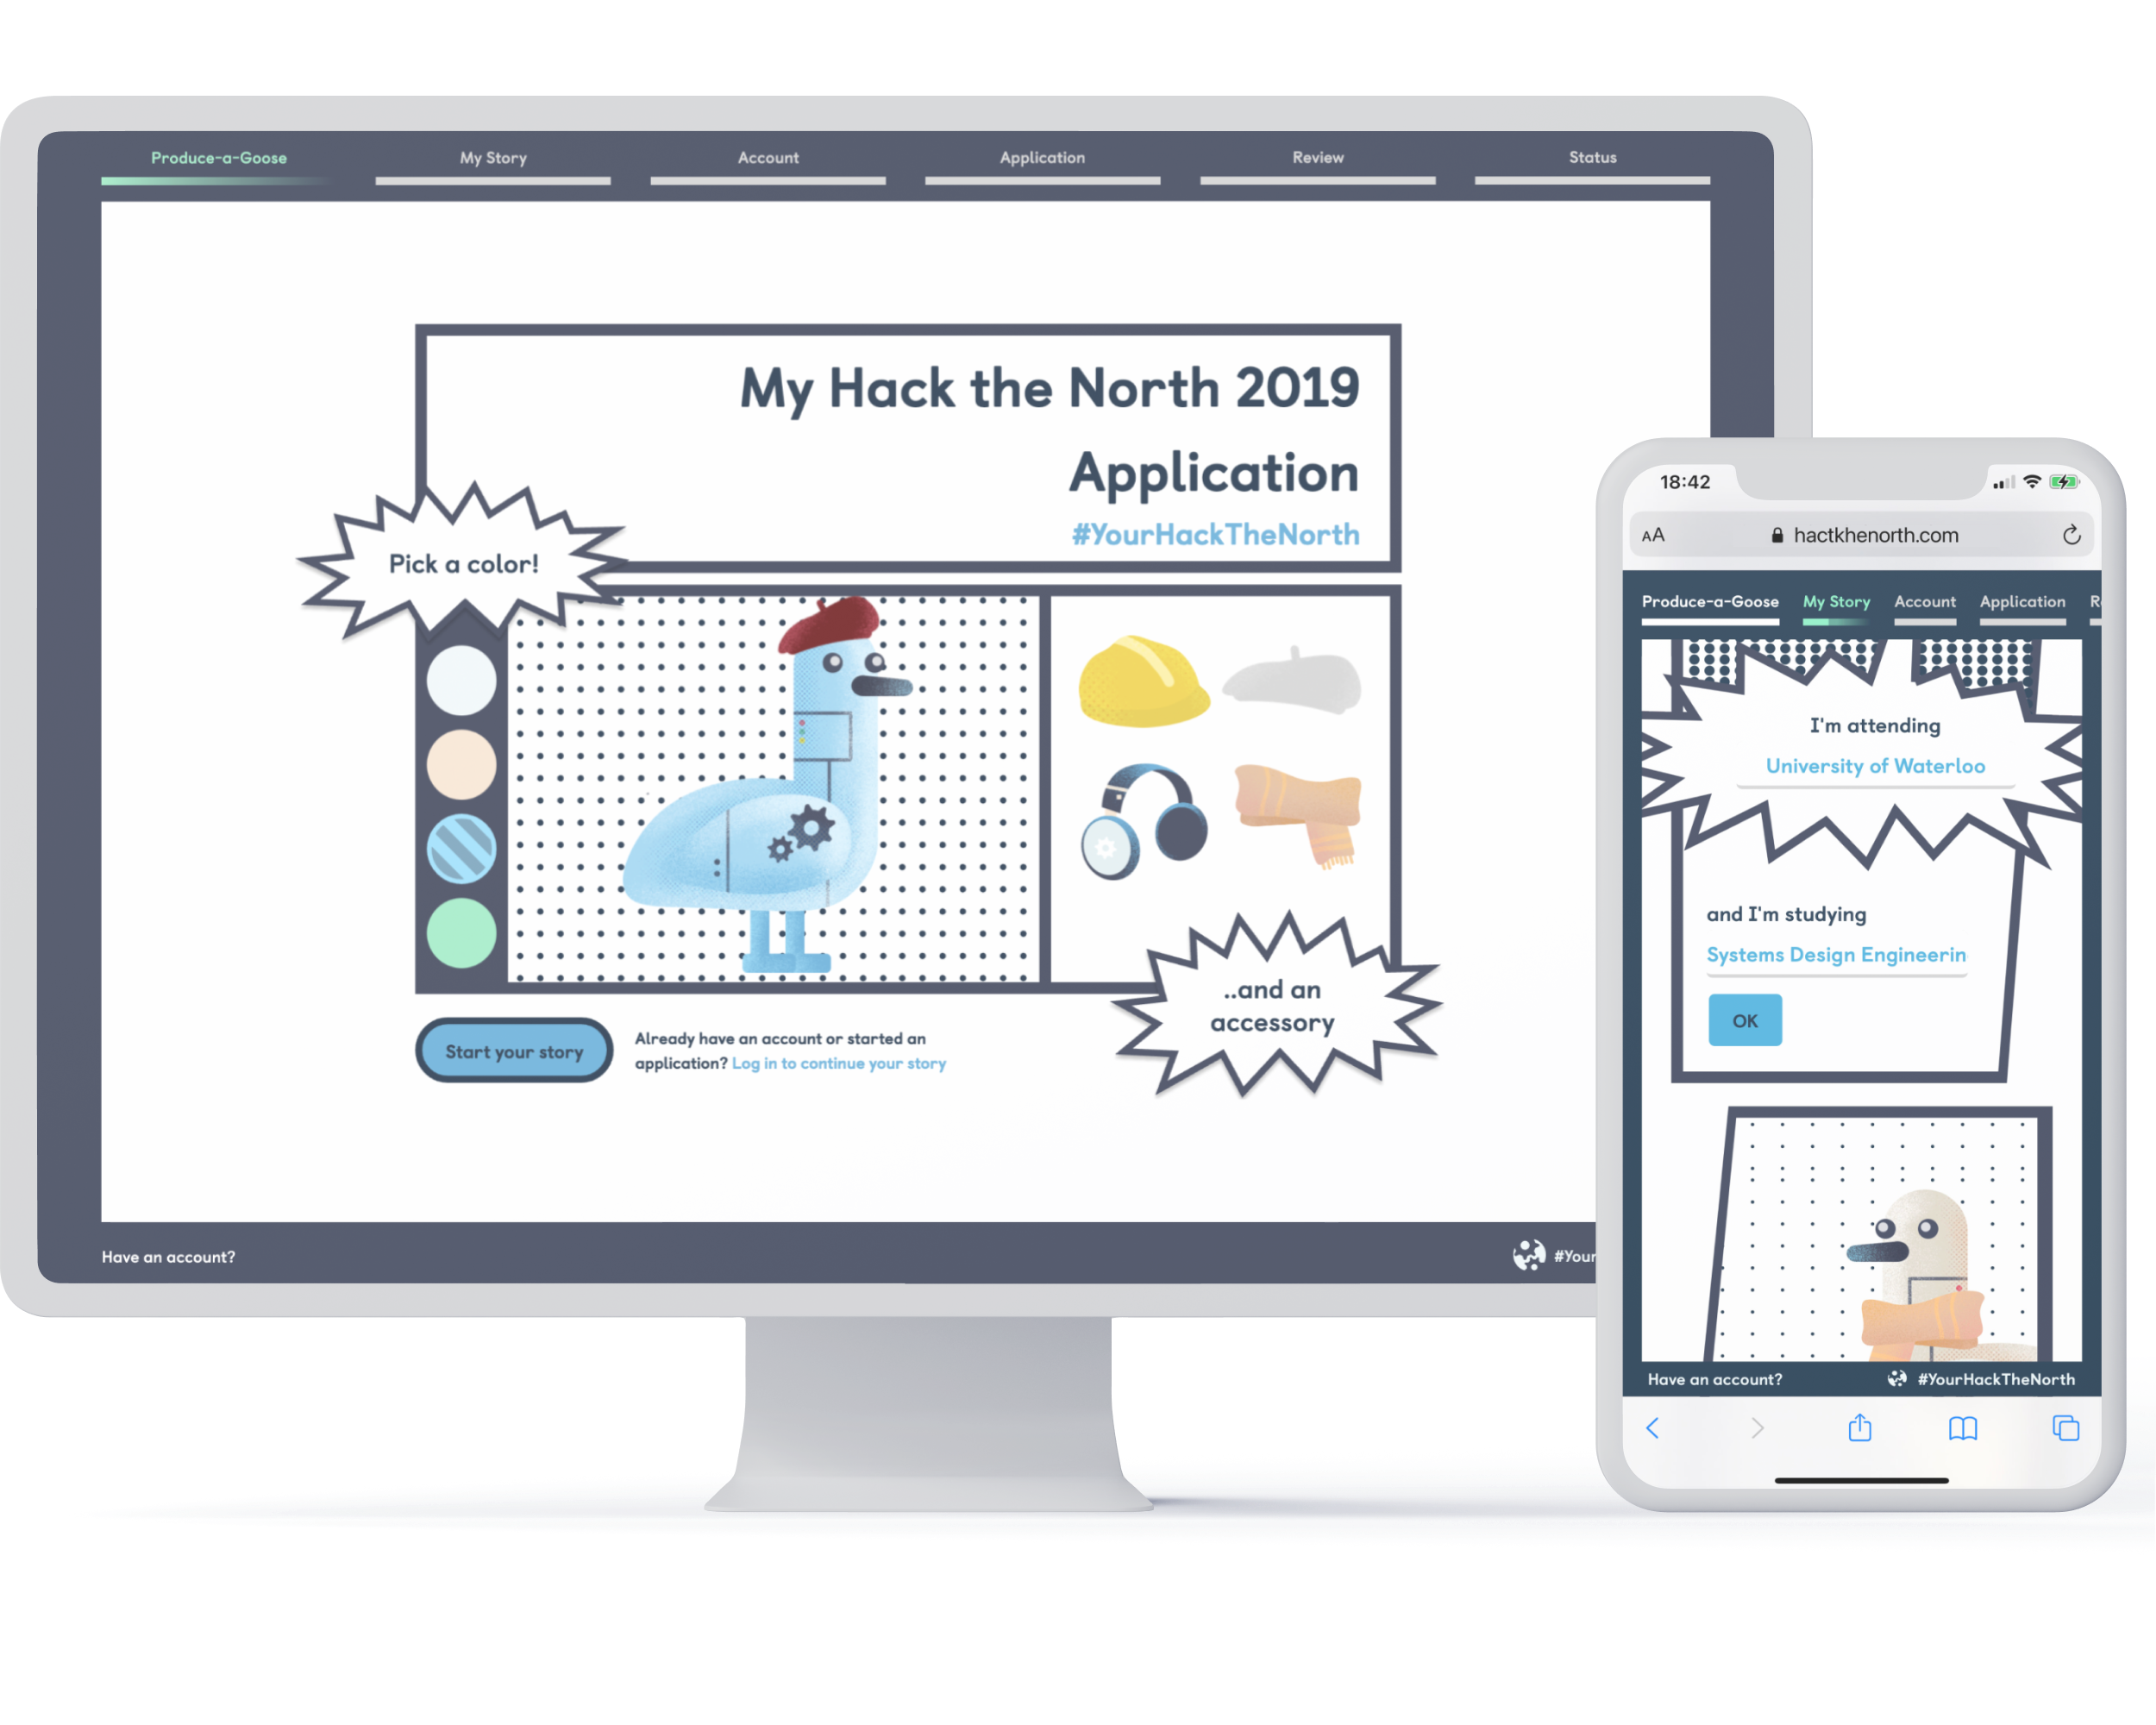 Produce-a-Goose
My Story
Account
Application
Review
Status
My Hack the North 2019
Application
#YourHackTheNorth
Pick a color!
..and an
accessory
Start your story
Already have an account or started an
application? Log in to continue your story
Have an account?
#Your
18:42
AA
hactkhenorth.com
Produce-a-Goose
My Story
Account
Application
R
I'm attending
University of Waterloo
and I'm studying
Systems Design Engineerin
OK
Have an account?
#YourHackTheNorth